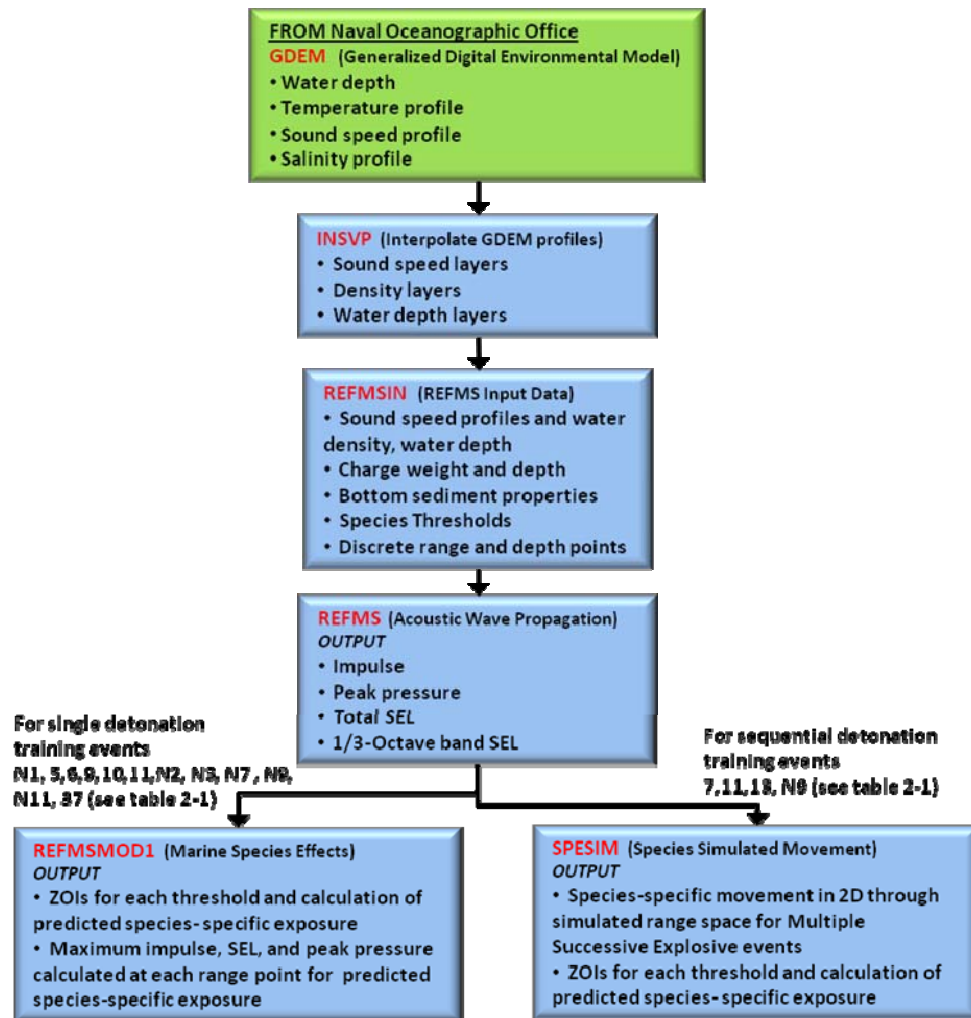 FROM Naval Oceanographic Office
GDEM (Generalized Digital Environmental Model)
• Water depth
• Temperature profile
• Sound speed profile
• Salinity profile
INSVP (Interpolate GDEM profiles)
• Sound speed layers
• Density layers
• Water depth layers
REFMSIN (REFMS Input Data)
• Sound speed profiles and water
density, water depth
• Charge weight and depth
• Bottom sediment properties
• Species Thresholds
• Discrete range and depth points
REFMS (Acoustic Wave Propagation)
OUTPUT
• Impulse
• Peak pressure
• Total SEL
• 1/3-Octave band SEL
For single detonation
training events
N1, 5,6,9,10,11,N2, N3, N7, N9,
N11, 37 (see table 2-1)
For sequential detonation
training events
7,11,13, N9 (see table 2-1)
REFMSMOD1 (Marine Species Effects)
OUTPUT
• ZOIs for each threshold and calculation of
predicted species- specific exposure
• Maximum impulse, SEL, and peak pressure
calculated at each range point for predicted
species-specific exposure
SPESIM (Species Simulated Movement)
OUTPUT
• Species-specific movement in 2D through
simulated range space for Multiple
Successive Explosive events
• ZOIs for each threshold and calculation of
predicted species- specific exposure